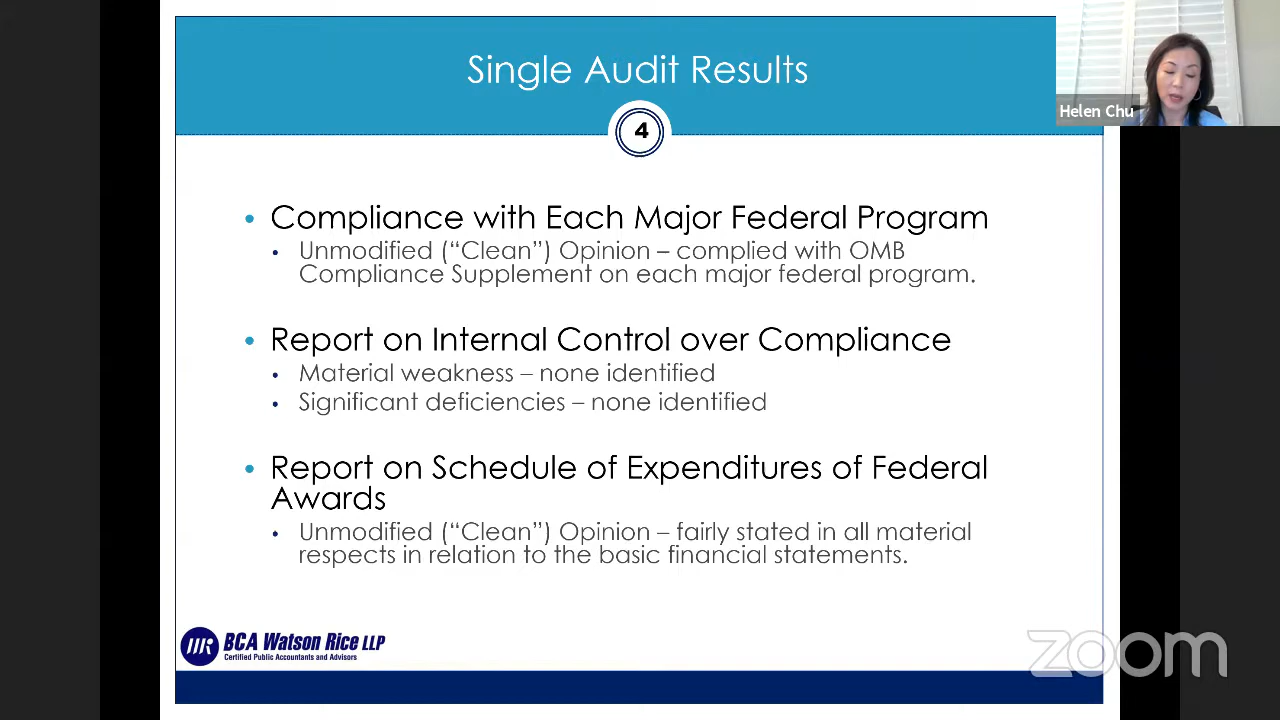 Single Audit Results
Helen Chu
4
• Compliance with Each Major Federal Program
• Unmodified (“Clean”) Opinion – complied with OMB
Compliance Supplement on each major federal program.
• Report on Internal Control over Compliance
• Material weakness – none identified
• Significant deficiencies – none identified
• Report on Schedule of Expenditures of Federal
Awards
• Unmodified (“Clean”) Opinion – fairly stated in all material
respects in relation to the basic financial statements.
BCA Watson Rice LLP
Certified Public Accountants and Advisors
zoom